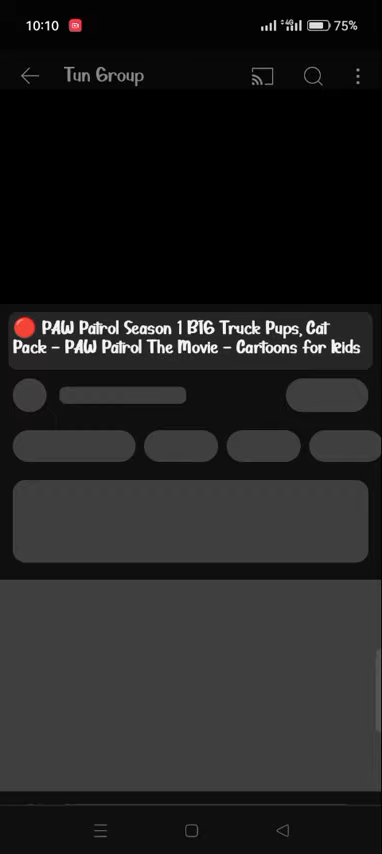 10:10
4G
75%
Tun Group
🔴 PAW Patrol Season 1 BIG Truck Pups, Cat
Pack - PAW Patrol The Movie - Cartoons for kids